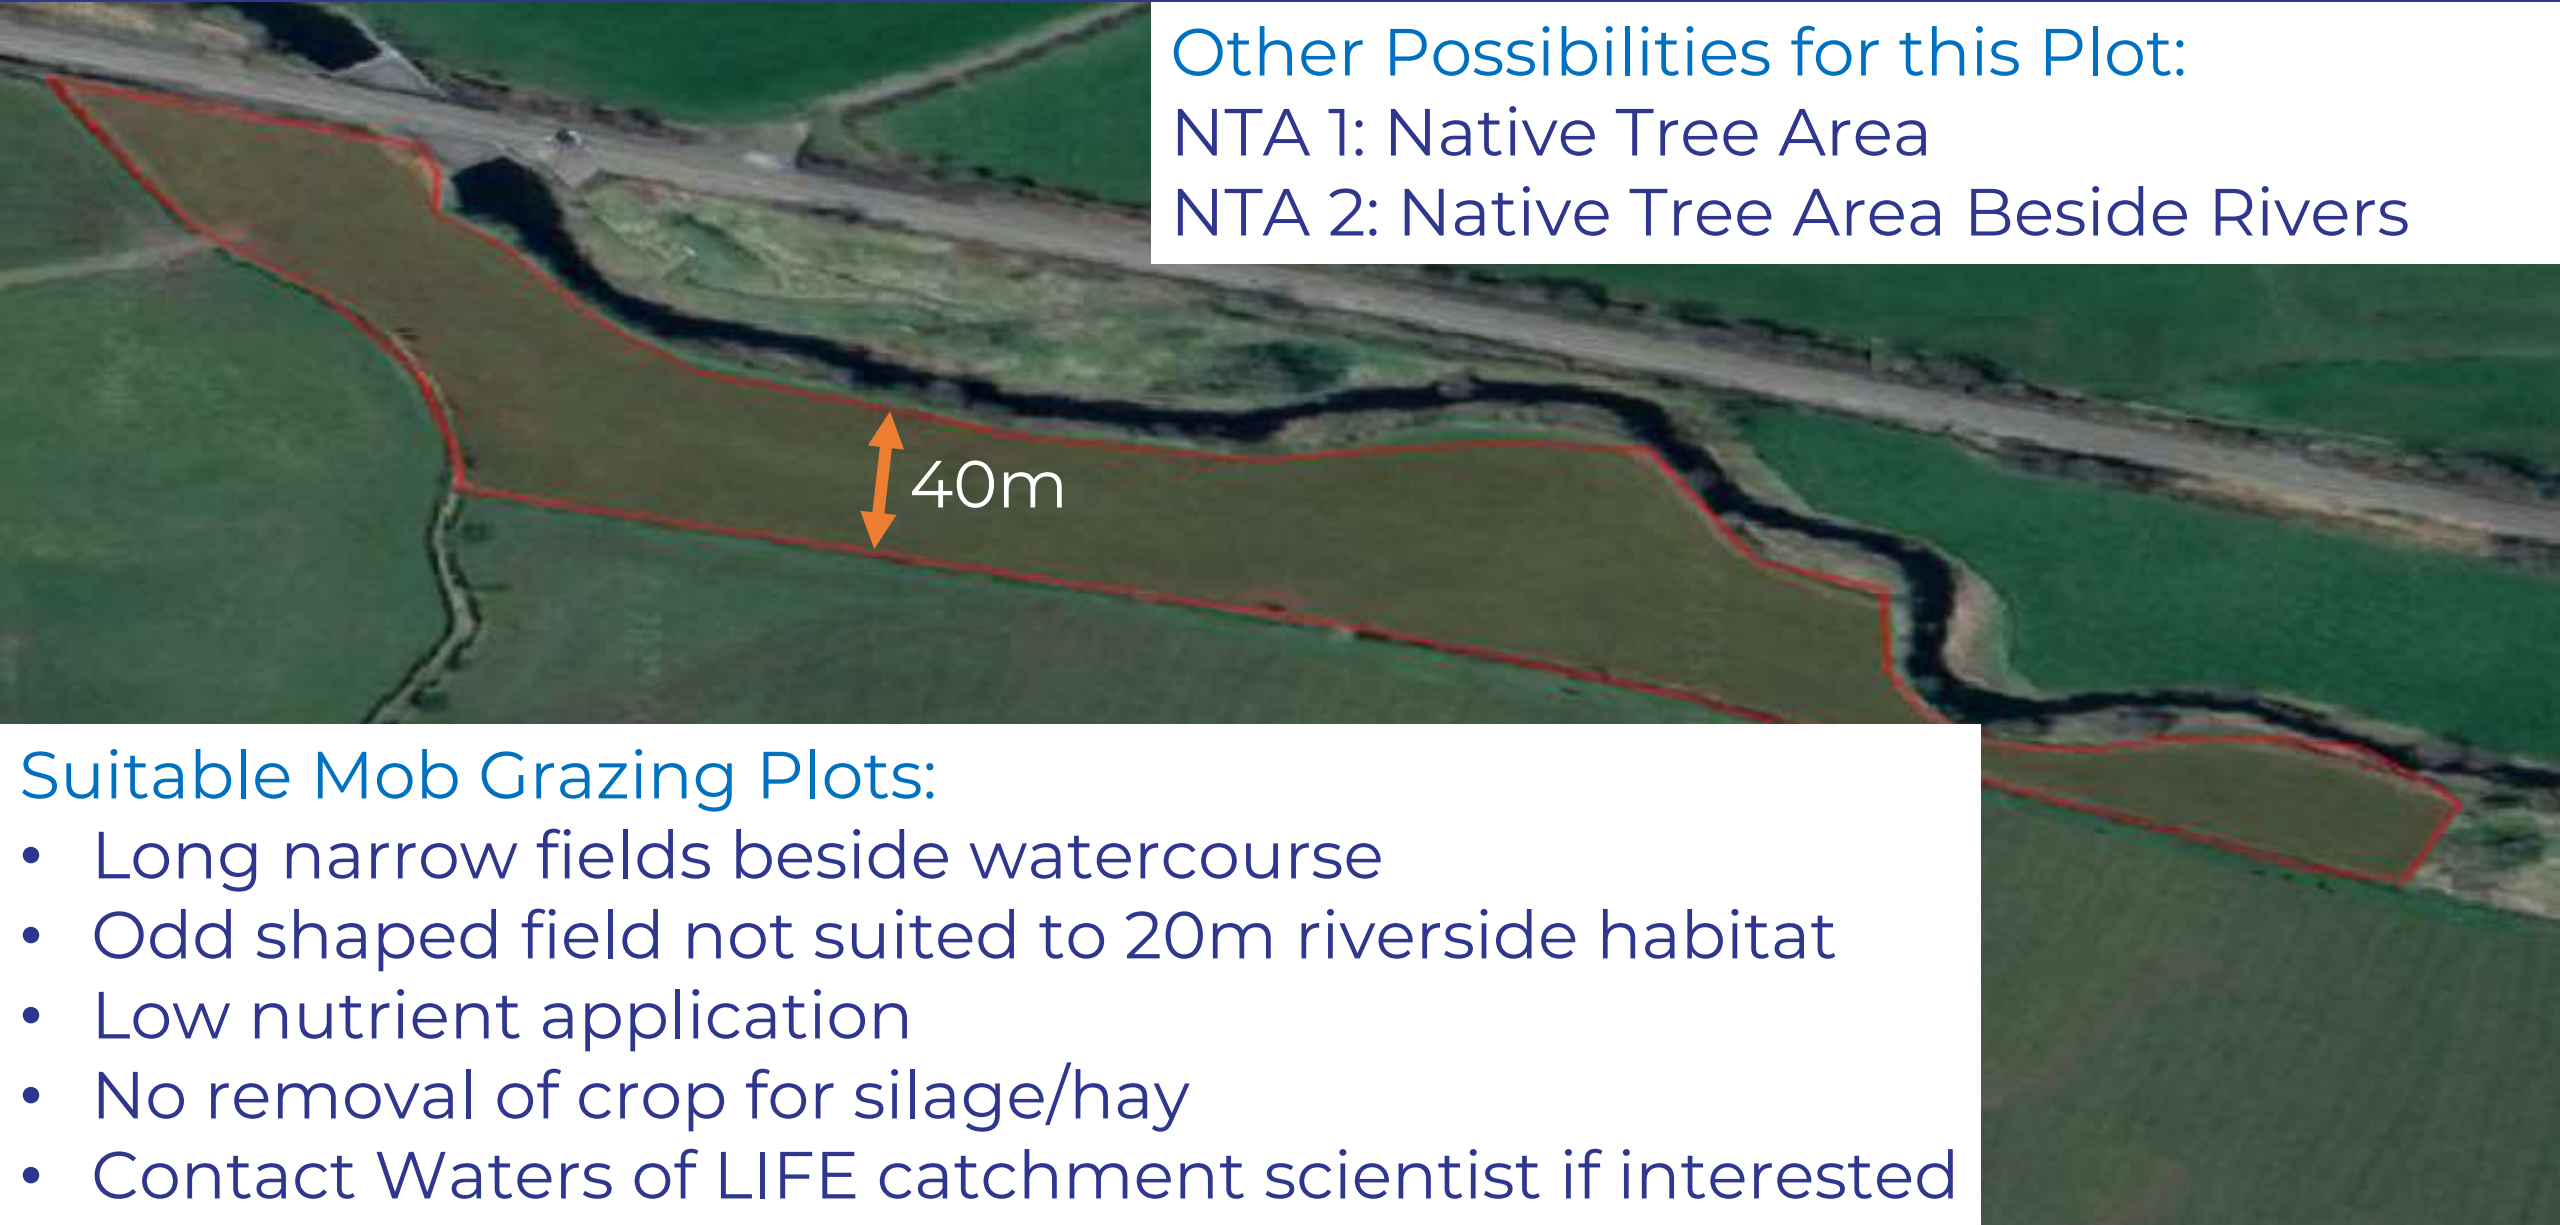 Other Possibilities for this Plot:
NTA 1: Native Tree Area
NTA 2: Native Tree Area Beside Rivers
40m
Suitable Mob Grazing Plots:
• Long narrow fields beside watercourse
• Odd shaped field not suited to 20m riverside habitat
• Low nutrient application
• No removal of crop for silage/hay
• Contact Waters of LIFE catchment scientist if interested